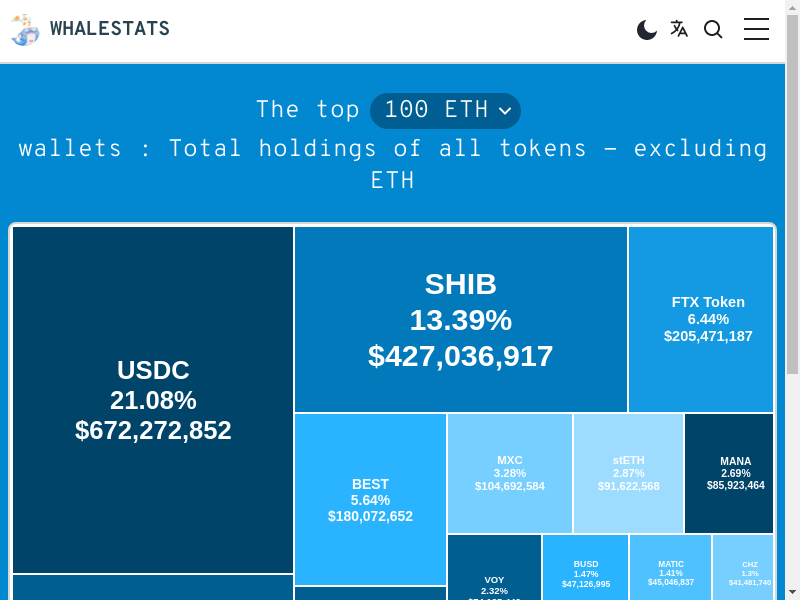 WHALESTATS
The top 100 ETH
wallets : Total holdings of all tokens – excluding
ETH
USDC
21.08%
$672,272,852
SHIB
13.39%
$427,036,917
FTX Token
6.44%
$205,471,187
BEST
5.64%
$180,072,652
MXC
3.28%
$104,692,584
stETH
2.87%
$91,622,568
MANA
2.69%
$85,923,464
VOY
2.32%
BUSD
1.47%
$47,126,995
MATIC
1.41%
$45,046,837
CHZ
1.3%
$41,481,740